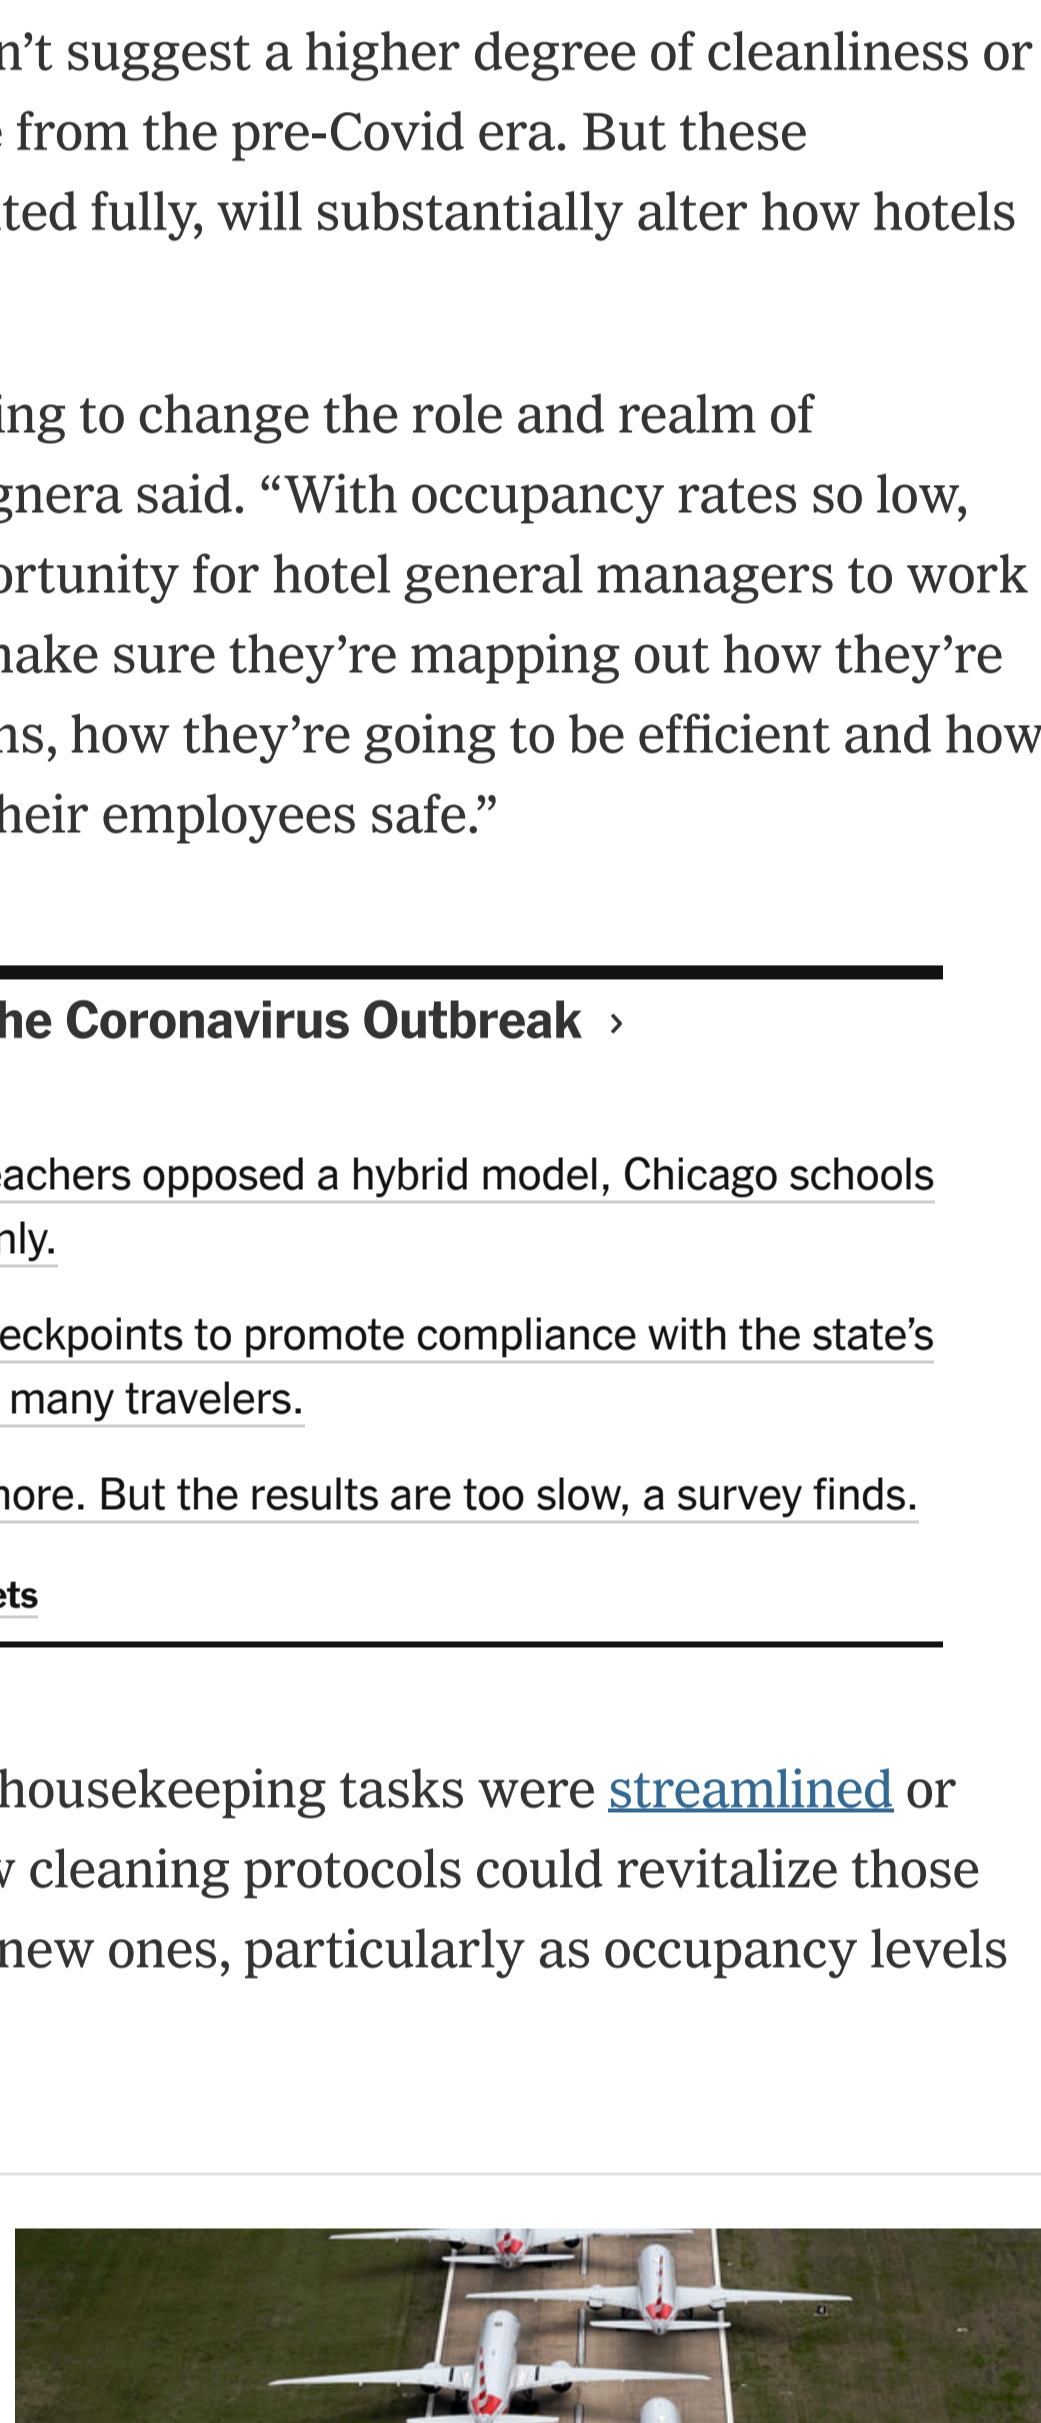 n’t suggest a higher degree of cleanliness or
from the pre-Covid era. But these
ted fully, will substantially alter how hotels
ing to change the role and realm of
gnera said. “With occupancy rates so low,
ortunity for hotel general managers to work
make sure they’re mapping out how they’re
ns, how they’re going to be efficient and how
heir employees safe.”
he Coronavirus Outbreak ›
eachers opposed a hybrid model, Chicago schools
nly.
eckpoints to promote compliance with the state’s
many travelers.
more. But the results are too slow, a survey finds.
ets
housekeeping tasks were streamlined or
cleaning protocols could revitalize those
new ones, particularly as occupancy levels